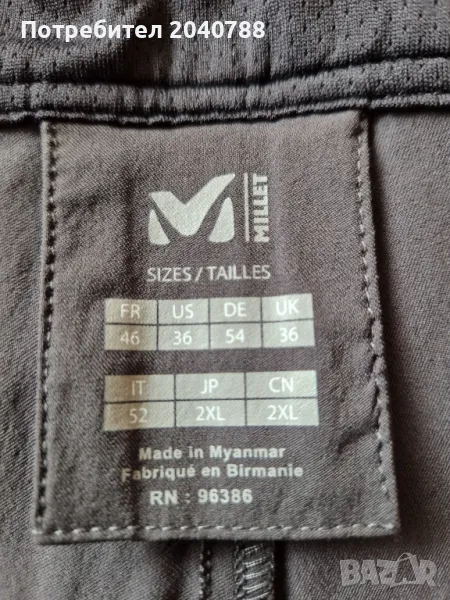 Потребител 2040788
MILLET
SIZES / TAILLES
FR US DE UK
46 36 54 36
IT JP CN
52 2XL 2XL
Made in Myanmar
Fabriqué en Birmanie
RN : 96386
BAZAR